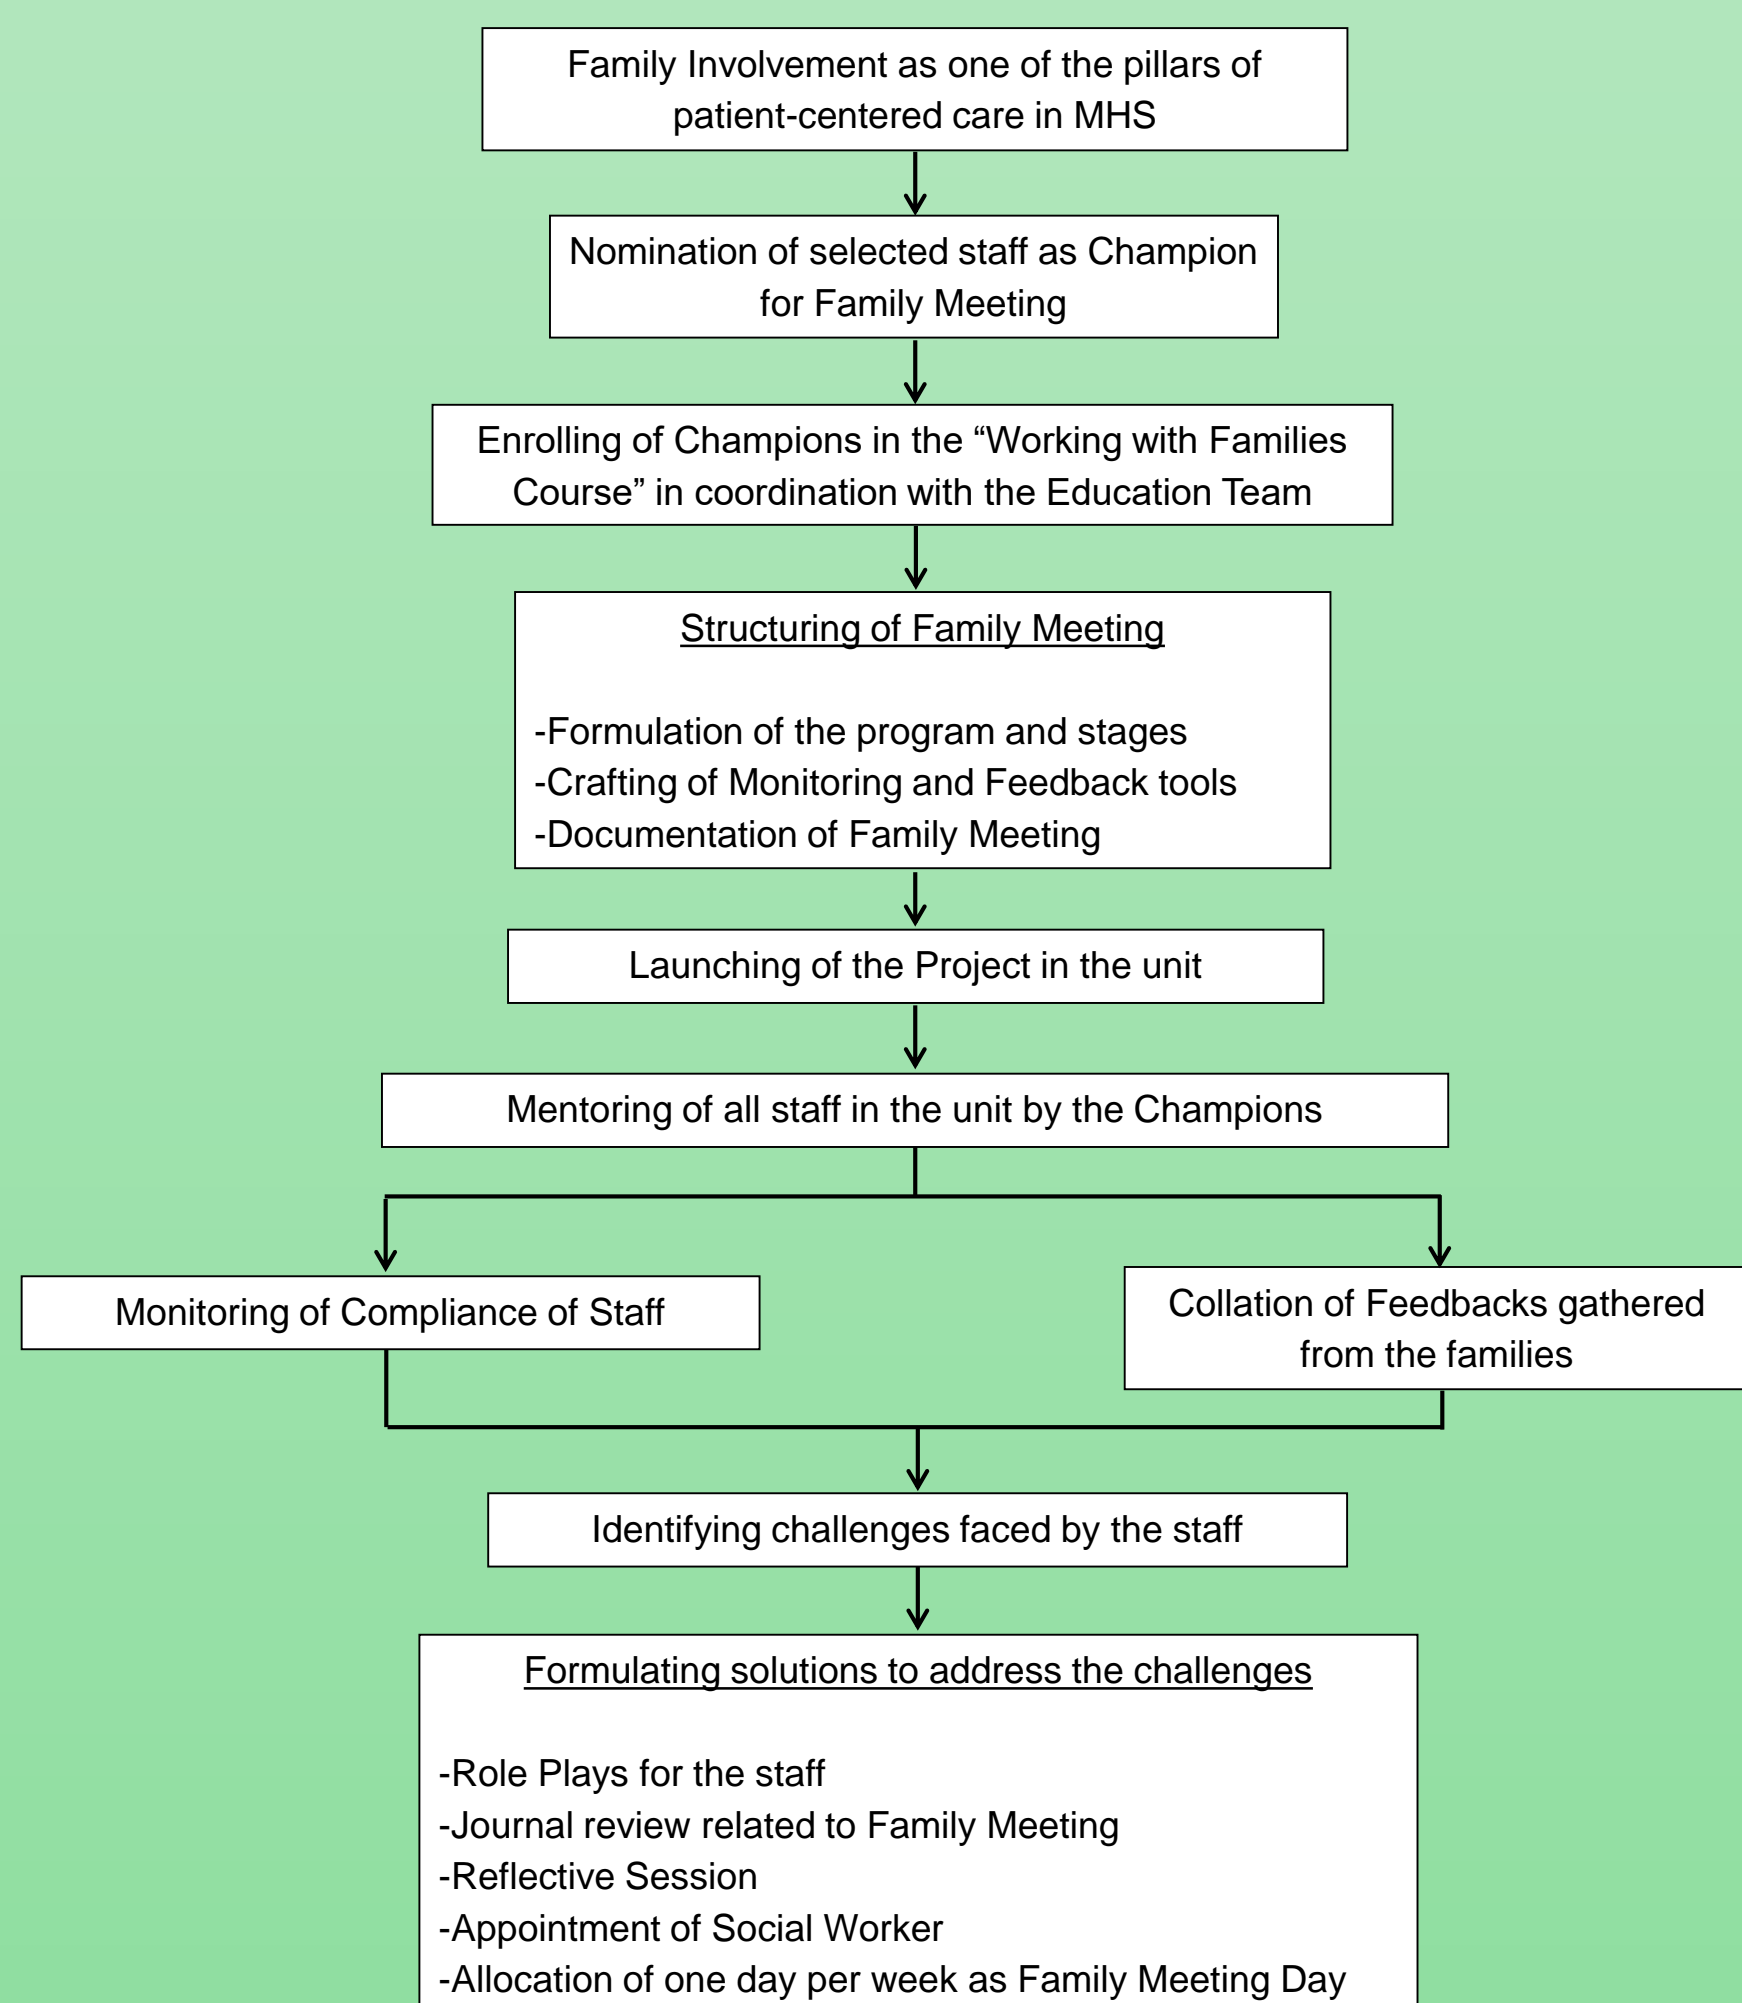 Family Involvement as one of the pillars of
patient-centered care in MHS
Nomination of selected staff as Champion
for Family Meeting
Enrolling of Champions in the “Working with Families
Course” in coordination with the Education Team
Structuring of Family Meeting
-Formulation of the program and stages
-Crafting of Monitoring and Feedback tools
-Documentation of Family Meeting
Launching of the Project in the unit
Mentoring of all staff in the unit by the Champions
Monitoring of Compliance of Staff
Collation of Feedbacks gathered
from the families
Identifying challenges faced by the staff
Formulating solutions to address the challenges
-Role Plays for the staff
-Journal review related to Family Meeting
-Reflective Session
-Appointment of Social Worker
-Allocation of one day per week as Family Meeting Day